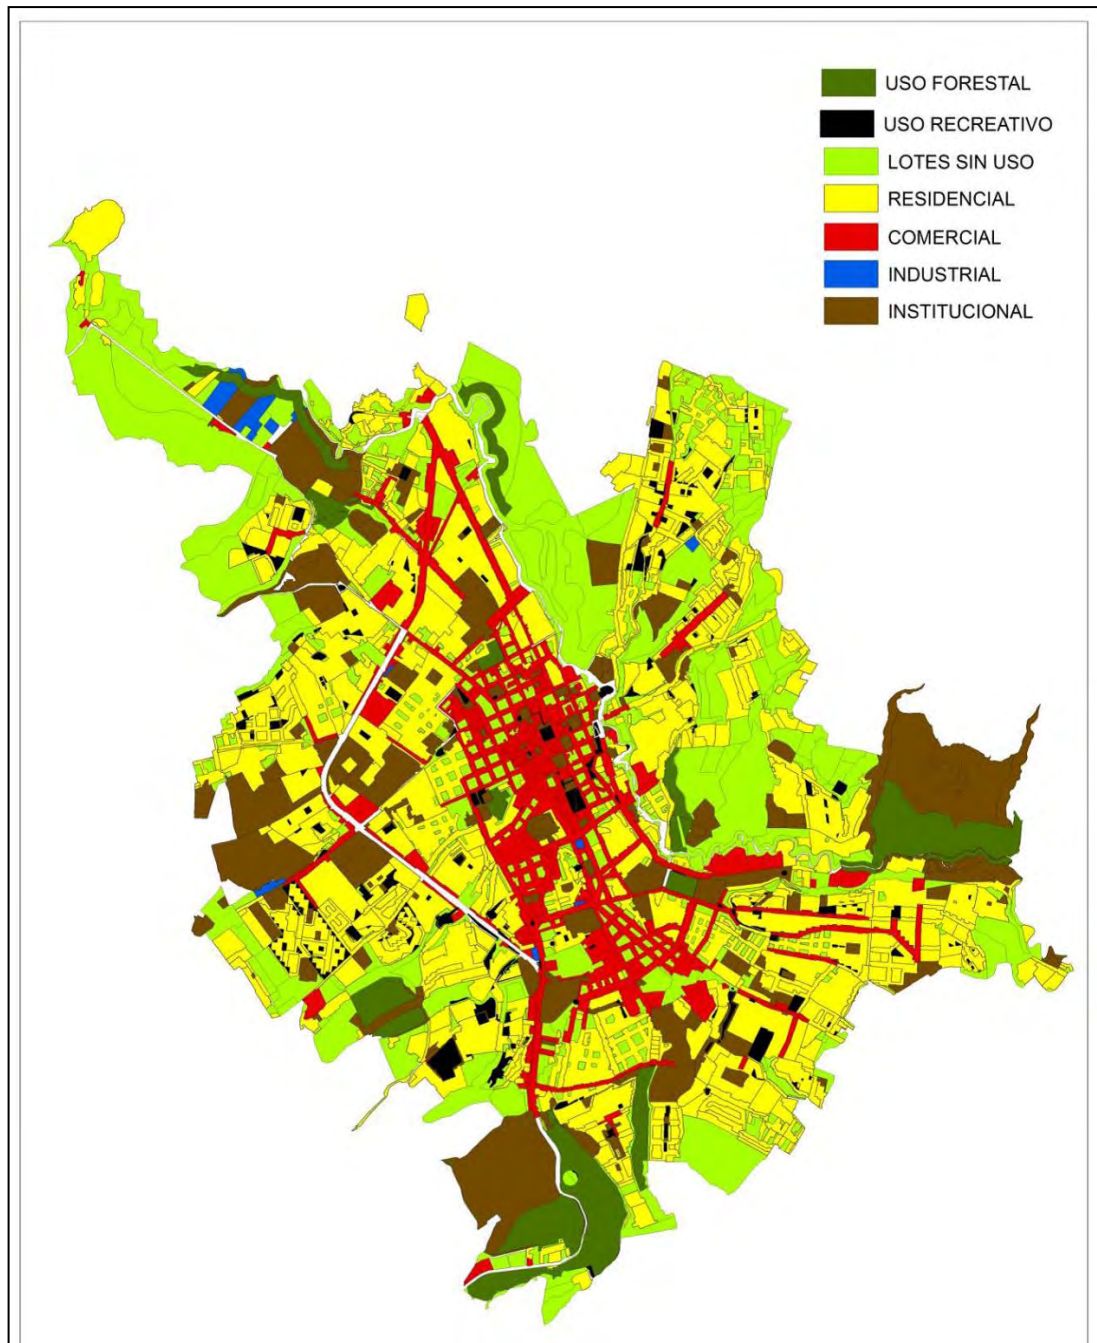 USO FORESTAL
USO RECREATIVO
LOTES SIN USO
RESIDENCIAL
COMERCIAL
INDUSTRIAL
INSTITUCIONAL